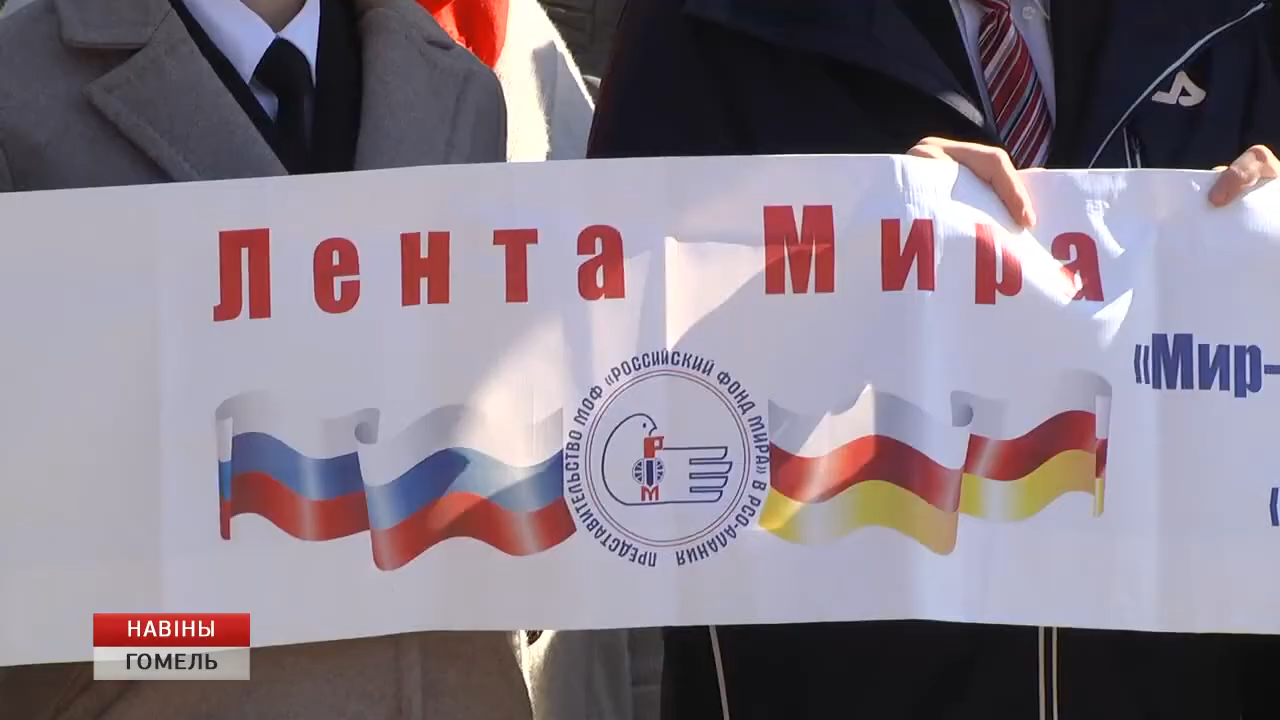 Лента Мира
«Мир-
«
ПРЕДСТАВИТЕЛЬСТВО МОФ «РОССИЙСКИЙ ФОНД МИРА» В РСО-АЛАНИЯ
Р
М
НАВІНЫ
ГОМЕЛЬ